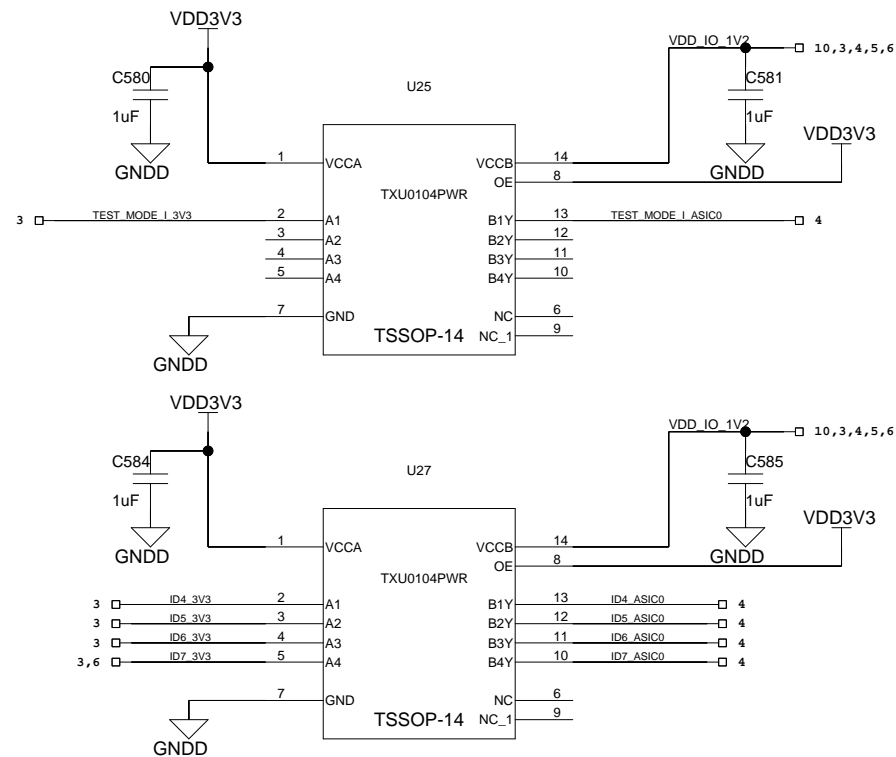 VDD3V3
VDD_IO_1V2
10,3,4,5,6
C580
1uF
GNDD
U25
C581
1uF
GNDD
VDD3V3
1 VCCA
VCCB 14
OE 8
TXU0104PWR
3 TEST_MODE_I_3V3 2 A1
B1Y 13 TEST_MODE_I_ASIC0 4
3 A2
B2Y 12
4 A3
B3Y 11
5 A4
B4Y 10
7 GND
NC 6
TSSOP-14 NC_1 9
GNDD
VDD3V3
VDD_IO_1V2
10,3,4,5,6
C584
1uF
GNDD
U27
C585
1uF
GNDD
VDD3V3
1 VCCA
VCCB 14
OE 8
TXU0104PWR
3 ID4_3V3 2 A1
B1Y 13 ID4_ASIC0 4
3 ID5_3V3 3 A2
B2Y 12 ID5_ASIC0 4
3 ID6_3V3 4 A3
B3Y 11 ID6_ASIC0 4
3,6 ID7_3V3 5 A4
B4Y 10 ID7_ASIC0 4
7 GND
NC 6
TSSOP-14 NC_1 9
GNDD